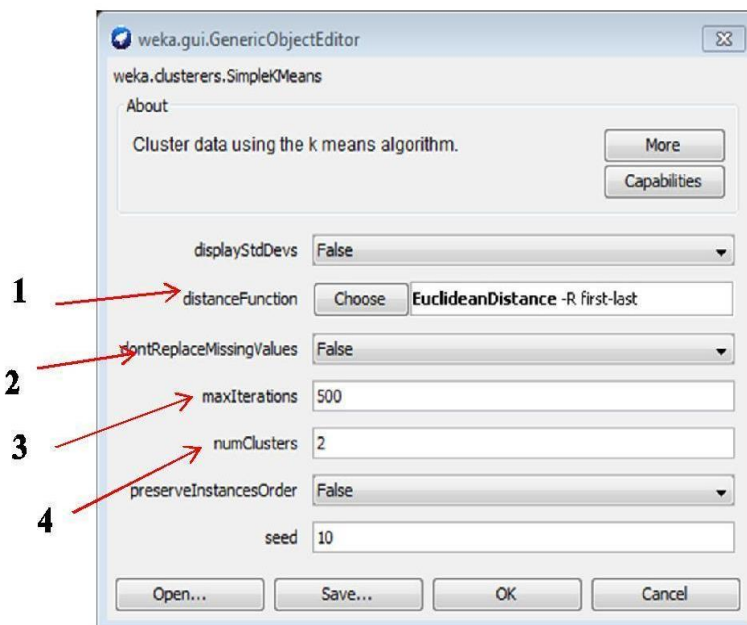 weka.gui.GenericObjectEditor
weka.clusterers.SimpleKMeans
About
Cluster data using the k means algorithm.
More
Capabilities
displayStdDevs False
1 distanceFunction Choose EuclideanDistance -R first-last
2 dontReplaceMissingValues False
3 maxIterations 500
4 numClusters 2
preserveInstancesOrder False
seed 10
Open... Save... OK Cancel